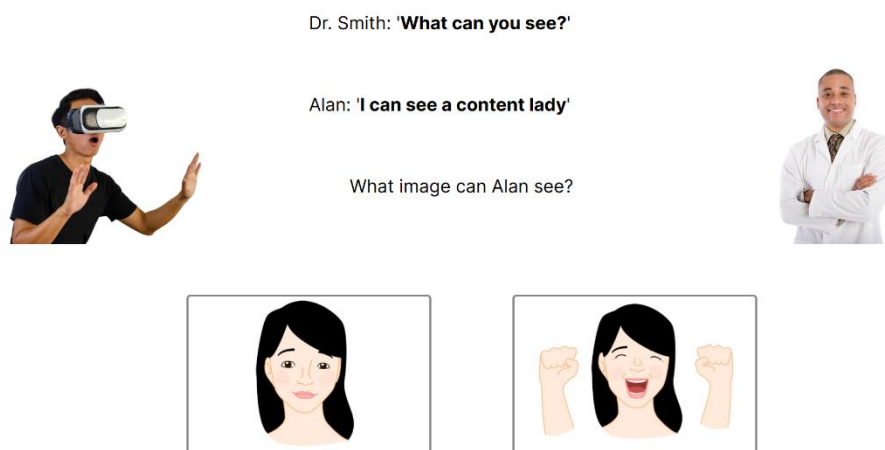 Dr. Smith: 'What can you see?'
Alan: 'I can see a content lady'
What image can Alan see?